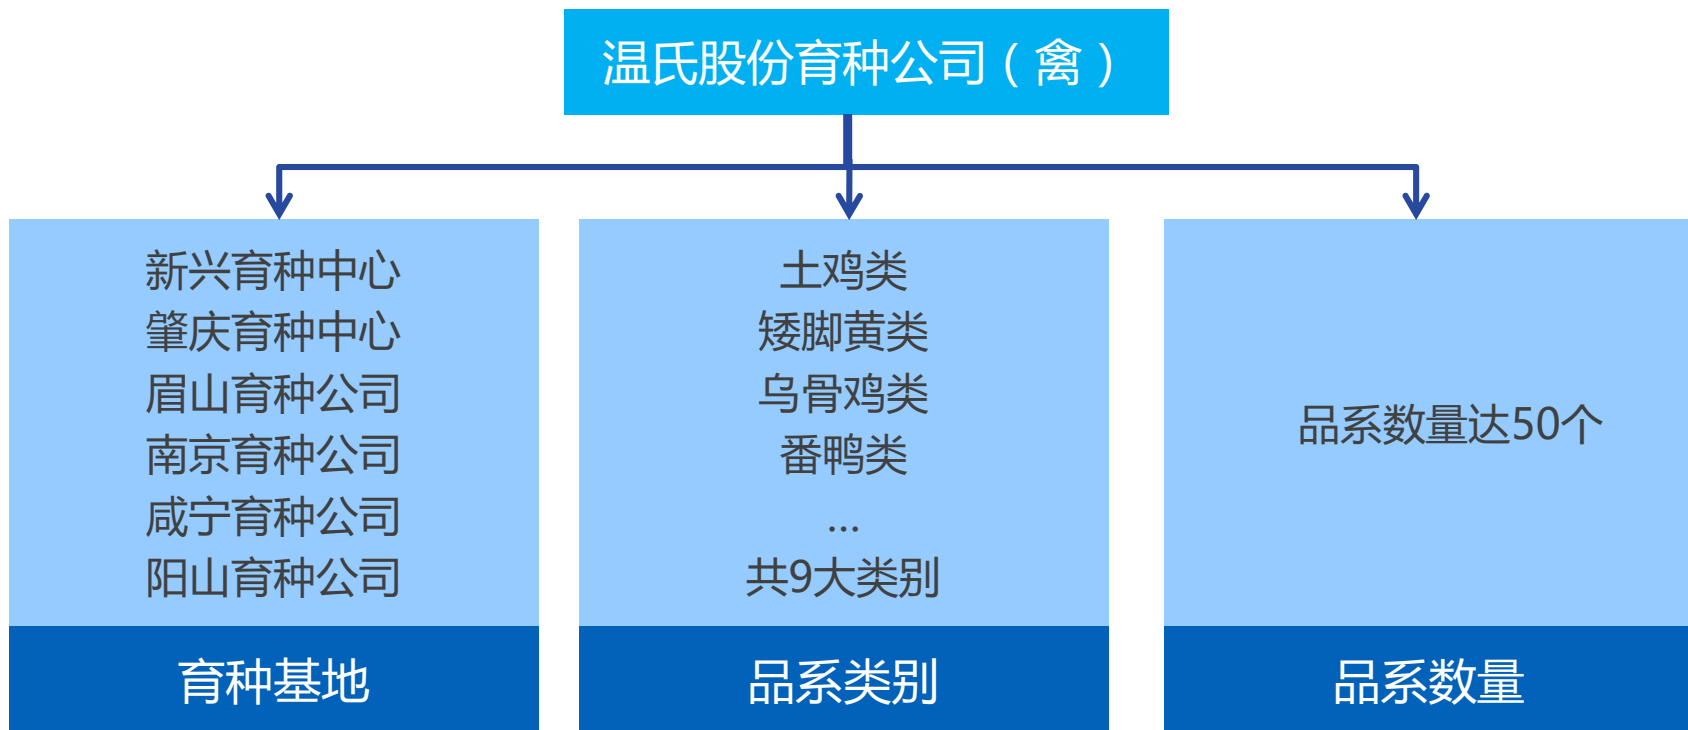 温氏股份育种公司（禽）
新兴育种中心
肇庆育种中心
眉山育种公司
南京育种公司
咸宁育种公司
阳山育种公司
育种基地
土鸡类
矮脚黄类
乌骨鸡类
番鸭类
...
共9大类别
品系类别
品系数量达50个
品系数量